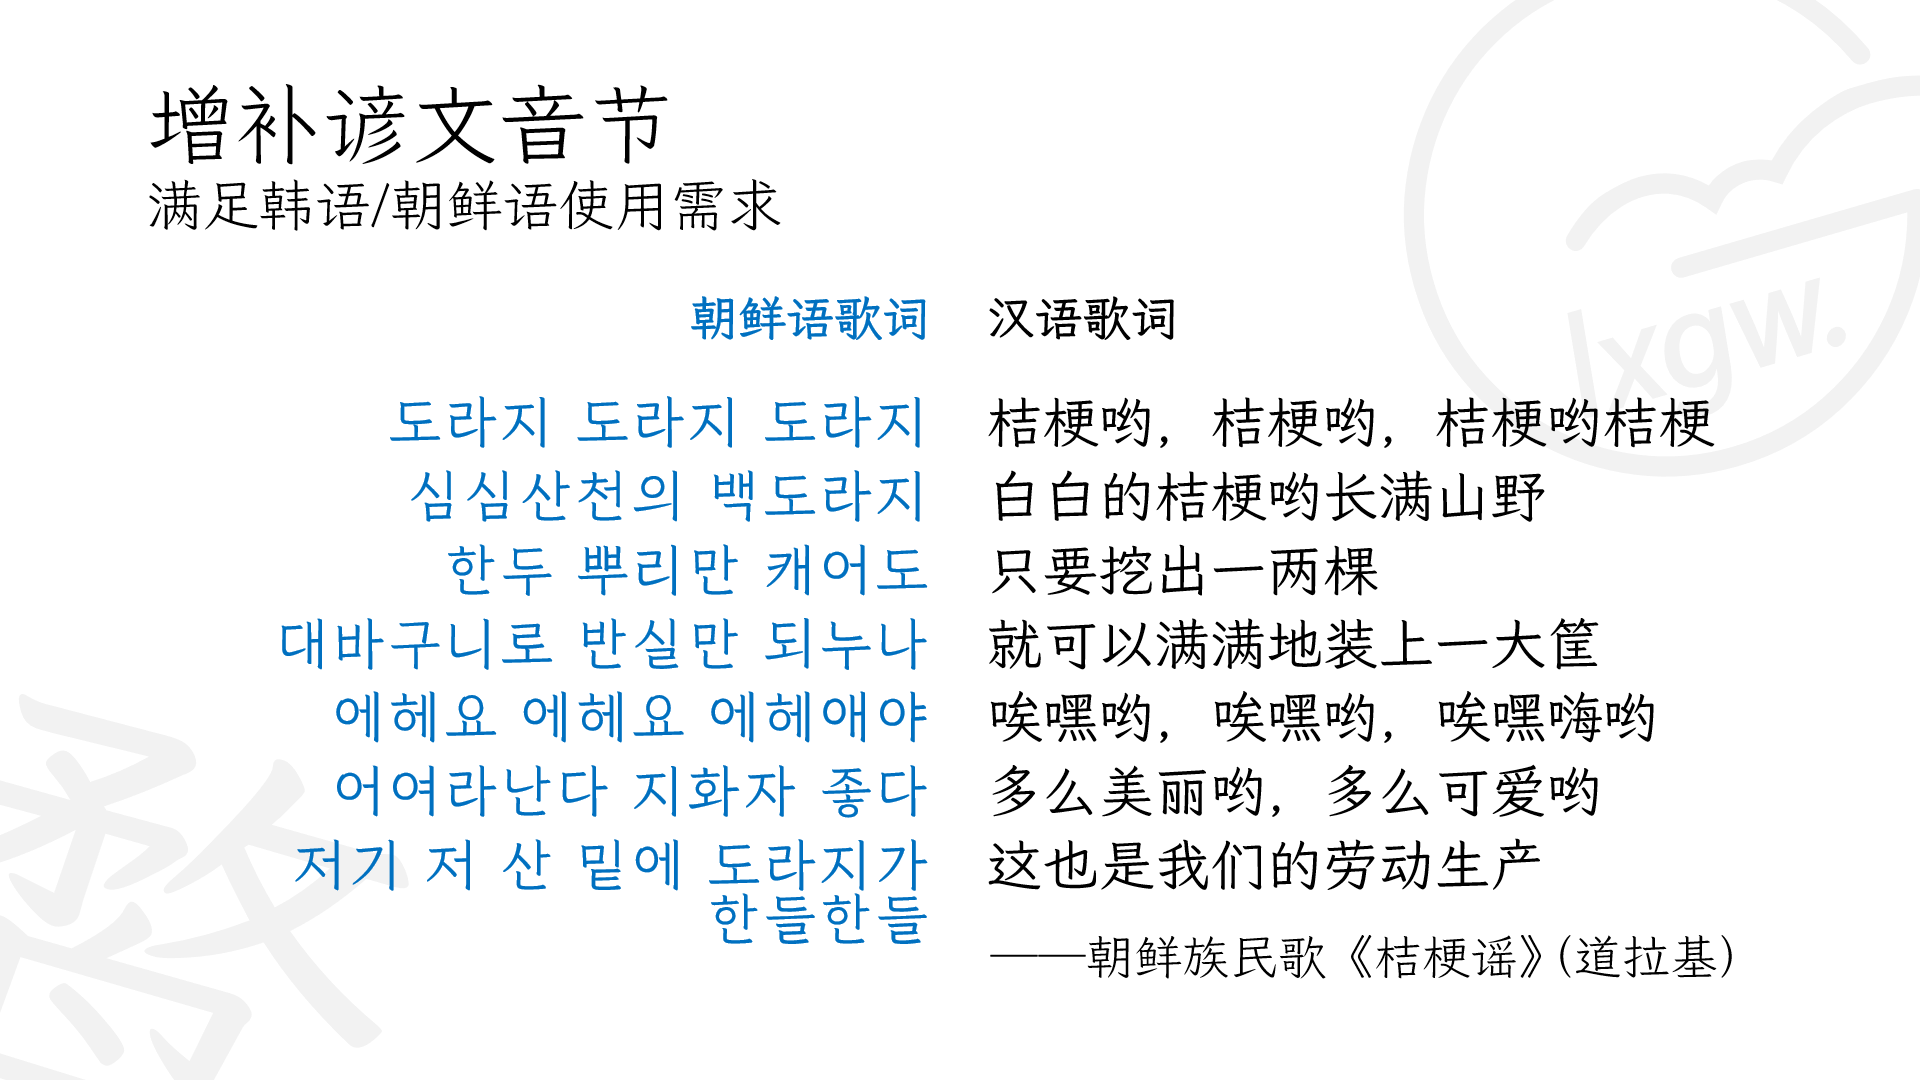 增补谚文音节
满足韩语/朝鲜语使用需求
朝鲜语歌词
도라지 도라지 도라지
심심산천의 백도라지
한두 뿌리만 캐어도
대바구니로 반실만 되누나
에헤요 에헤요 에헤애야
어여라난다 지화자 좋다
저기 저 산 밑에 도라지가
한들한들
汉语歌词
桔梗哟，桔梗哟，桔梗哟桔梗
白白的桔梗哟长满山野
只要挖出一两棵
就可以满满地装上一大筐
唉嘿哟，唉嘿哟，唉嘿嗨哟
多么美丽哟，多么可爱哟
这也是我们的劳动生产
——朝鲜族民歌《桔梗谣》(道拉基)
lxgw.